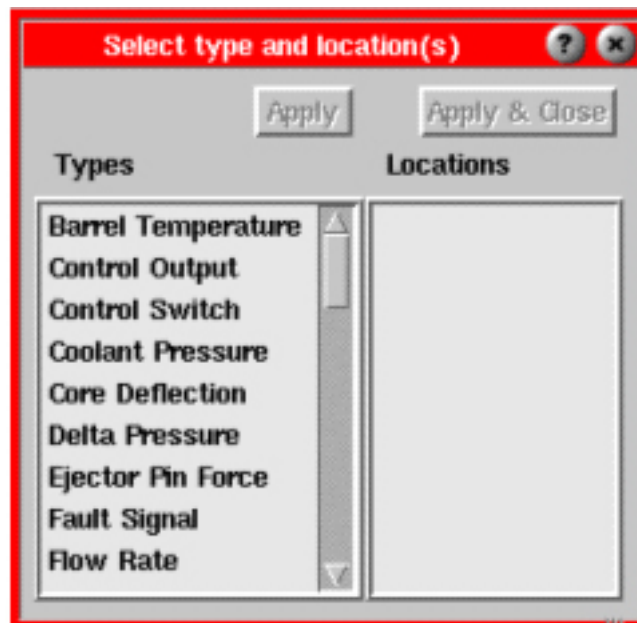 Select type and location(s) ? ×
Apply Apply & Close
Types Locations
Barrel Temperature
Control Output
Control Switch
Coolant Pressure
Core Deflection
Delta Pressure
Ejector Pin Force
Fault Signal
Flow Rate